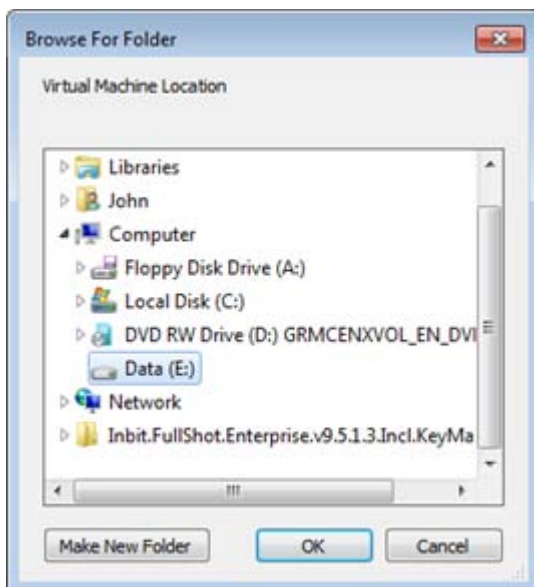 Browse For Folder
Virtual Machine Location
Libraries
John
Computer
Floppy Disk Drive (A:)
Local Disk (C:)
DVD RW Drive (D:) GRMCENXVOL_EN_DVI
Data (E:)
Network
Inbit.FullShot.Enterprise.v9.5.1.3.Incl.KeyMa
Make New Folder OK Cancel